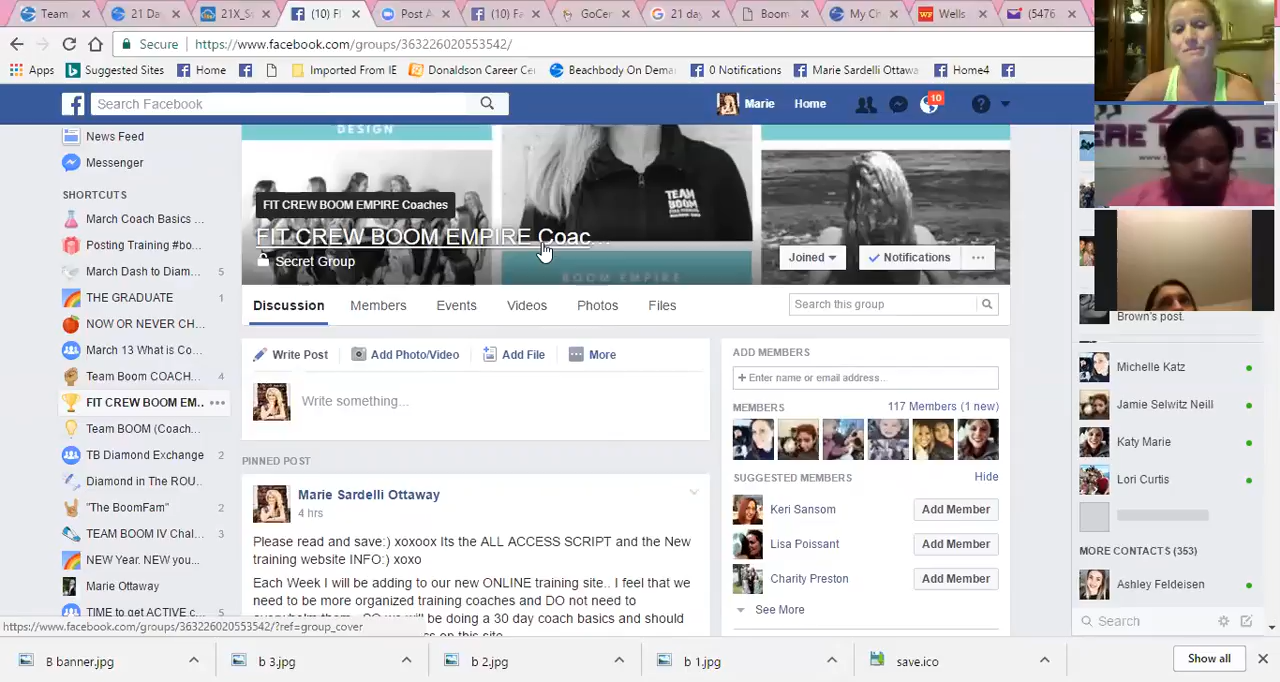 Team
21 Day
21X_S
(10) F
Post A
(10) Fa
GoCer
21 day
Boom
My Ch
Wells
(5476
Secure
https://www.facebook.com/groups/363226020553542/
Apps
Suggested Sites
Home
Imported From IE
Donaldson Career Ce
Beachbody On Dema
0 Notifications
Marie Sardelli Ottawa
Home4
Search Facebook
Marie
Home
10
News Feed
Messenger
SHORTCUTS
March Coach Basics ...
Posting Training #bo...
March Dash to Diam...
5
THE GRADUATE
1
NOW OR NEVER CH...
March 13 What is Co...
Team Boom COACH...
4
FIT CREW BOOM EM...
Team BOOM (Coach...
TB Diamond Exchange
2
Diamond in The ROU...
"The BoomFam"
2
TEAM BOOM IV Chal...
3
NEW Year. NEW you...
Marie Ottaway
TIME to get ACTIVE c...
5
DESIGN
TEAM
BOOM
BOOM EMPIRE
FIT CREW BOOM EMPIRE Coaches
FIT CREW BOOM EMPIRE Coac...
Secret Group
Joined
Notifications
Discussion
Members
Events
Videos
Photos
Files
Search this group
Write Post
Add Photo/Video
Add File
More
Write something...
PINNED POST
Marie Sardelli Ottaway
4 hrs
Please read and save:) xoxoox Its the ALL ACCESS SCRIPT and the New
training website INFO:) xoxo
Each Week I will be adding to our new ONLINE training site.. I feel that we
need to be more organized training coaches and DO not need to
will be doing a 30 day coach basics and should
on this site
ADD MEMBERS
+ Enter name or email address..
MEMBERS
117 Members (1 new)
SUGGESTED MEMBERS
Hide
Keri Sansom
Add Member
Lisa Poissant
Add Member
Charity Preston
Add Member
See More
Brown's post.
Michelle Katz
Jamie Selwitz Neill
Katy Marie
Lori Curtis
MORE CONTACTS (353)
Ashley Feldeisen
Search
https://www.facebook.com/groups/363226020553542/?ref=group_cover
B banner.jpg
b 3.jpg
b 2.jpg
b 1.jpg
save.ico
Show all